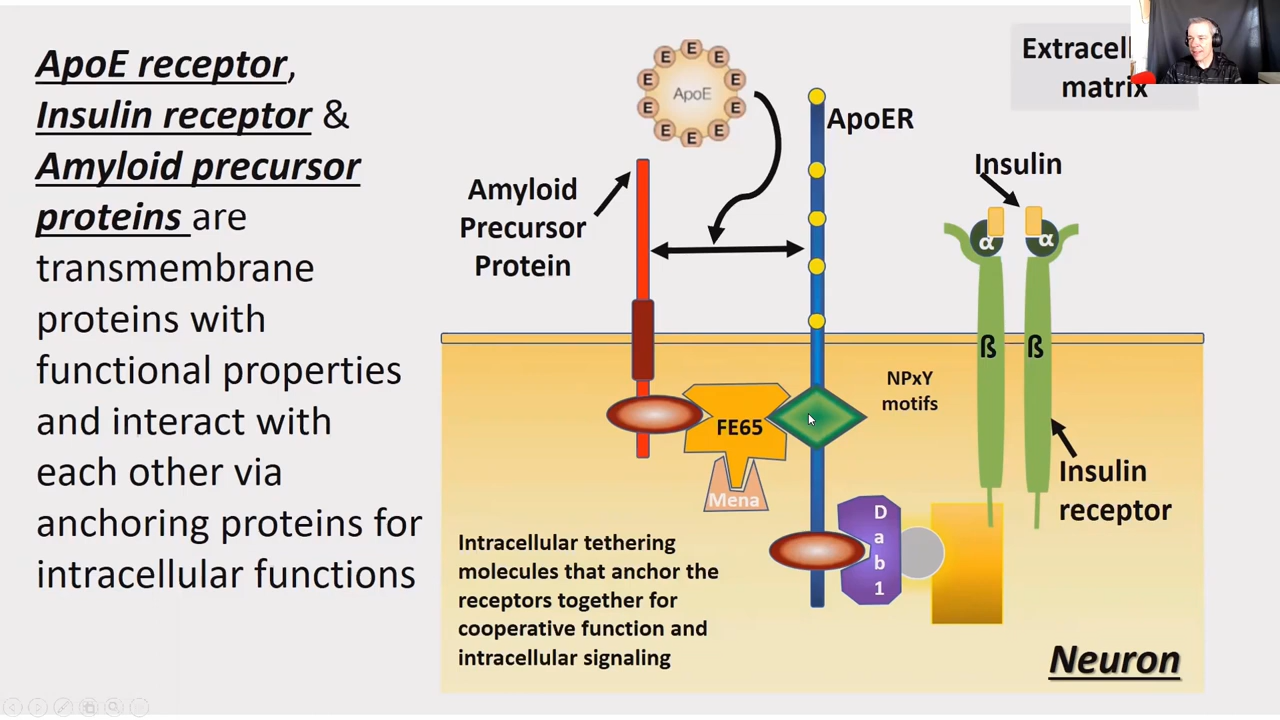 ApoE receptor,
Insulin receptor &
Amyloid precursor
proteins are
transmembrane
proteins with
functional properties
and interact with
each other via
anchoring proteins for
intracellular functions
E
E
E
E
E
E
E
E
E
E
ApoE
ApoER
Amyloid
Precursor
Protein
matrix
Insulin
α
α
ß
ß
NPxY
motifs
FE65
Mena
D
a
b
1
Insulin
receptor
Intracellular tethering
molecules that anchor the
receptors together for
cooperative function and
intracellular signaling
Neuron